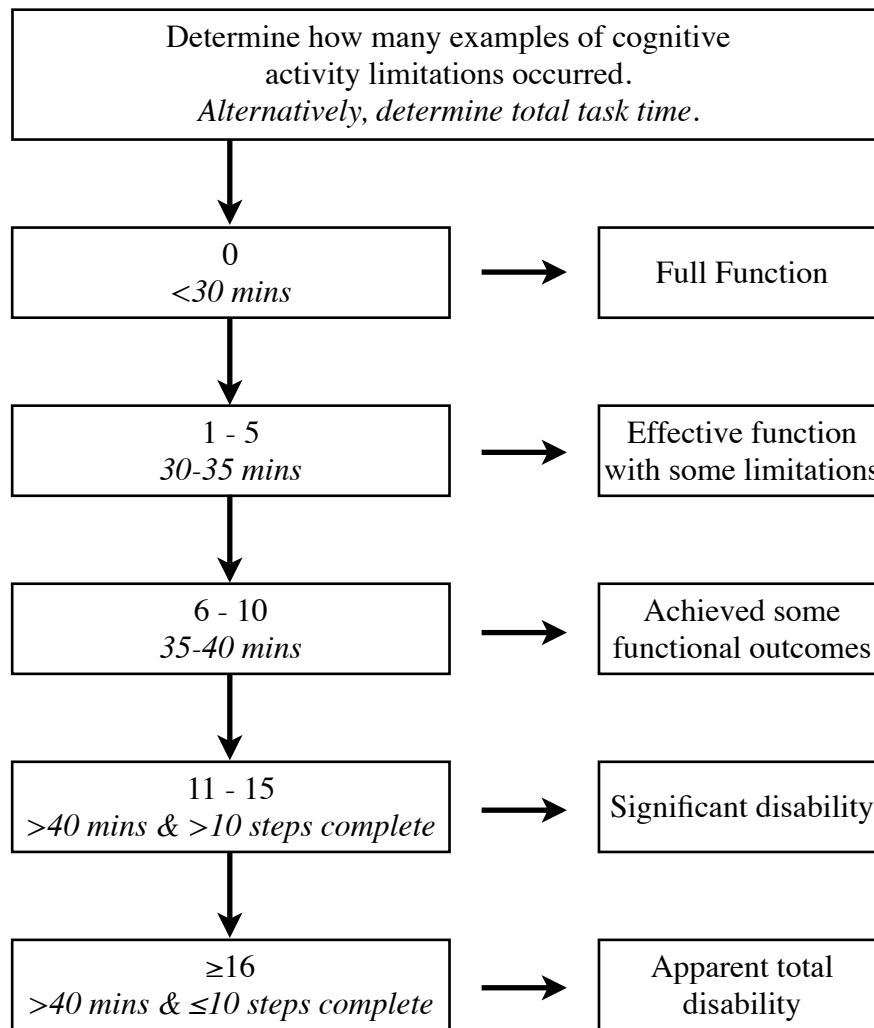 Determine how many examples of cognitive
activity limitations occurred.
Alternatively, determine total task time.
0
<30 mins
Full Function
1 - 5
30-35 mins
Effective function
with some limitations
6 - 10
35-40 mins
Achieved some
functional outcomes
11 - 15
>40 mins & >10 steps complete
Significant disability
≥16
>40 mins & ≤10 steps complete
Apparent total
disability